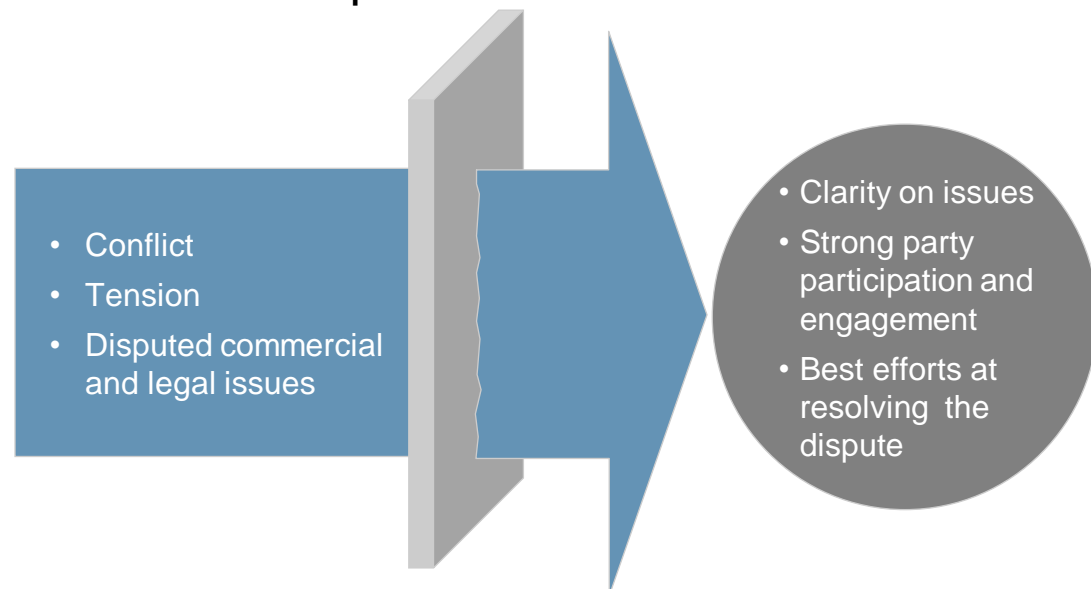 • Conflict
• Tension
• Disputed commercial
and legal issues
• Clarity on issues
• Strong party
participation and
engagement
• Best efforts at
resolving the
dispute